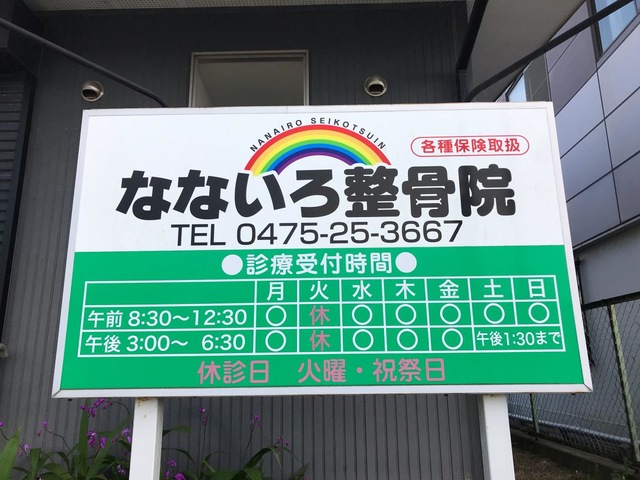 NANAIRO SEIKOTSUIN
各種保険取扱
なないろ整骨院
TEL 0475-25-3667
●診療受付時間●
月 火 水 木 金 土 日
午前 8:30〜12:30 ○ 休 ○ ○ ○ ○ ○
午後 3:00〜 6:30 ○ 休 ○ ○ ○ 午後1:30まで
休診日 火曜・祝祭日